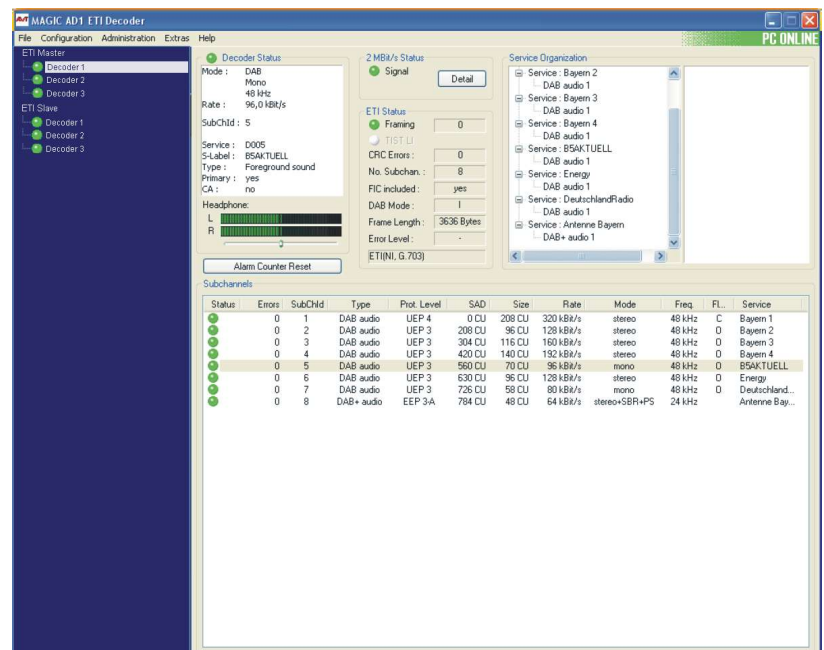 AVT MAGIC AD1 ETI Decoder
File Configuration Administration Extras Help
PC ONLINE
ETI Master
Decoder 1
Decoder 2
Decoder 3
ETI Slave
Decoder 1
Decoder 2
Decoder 3
Decoder Status
Mode : DAB
Mono
48 kHz
Rate : 96,0 kBit/s
SubChId : 5
Service : D005
S-Label : B5AKTUELL
Type : Foreground sound
Primary : yes
CA : no
Headphone:
L
R
Alarm Counter Reset
2 MBit/s Status
Signal Detail
ETI Status
Framing 0
TIST LI
CRC Errors : 0
No. Subchan. : 8
FIC included : yes
DAB Mode : I
Frame Length : 3636 Bytes
Error Level : -
ETI(NI, G.703)
Service Organization
Service : Bayern 2
DAB audio 1
Service : Bayern 3
DAB audio 1
Service : Bayern 4
DAB audio 1
Service : B5AKTUELL
DAB audio 1
Service : Energy
DAB audio 1
Service : DeutschlandRadio
DAB audio 1
Service : Antenne Bayern
DAB+ audio 1
Subchannels
Status Errors SubChId Type Prot. Level SAD Size Rate Mode Freq. Fl... Service
0 1 DAB audio UEP 4 0 CU 208 CU 320 kBit/s stereo 48 kHz C Bayern 1
0 2 DAB audio UEP 3 208 CU 96 CU 128 kBit/s stereo 48 kHz O Bayern 2
0 3 DAB audio UEP 3 304 CU 116 CU 160 kBit/s stereo 48 kHz O Bayern 3
0 4 DAB audio UEP 3 420 CU 140 CU 192 kBit/s stereo 48 kHz O Bayern 4
0 5 DAB audio UEP 3 560 CU 70 CU 96 kBit/s mono 48 kHz O B5AKTUELL
0 6 DAB audio UEP 3 630 CU 96 CU 128 kBit/s stereo 48 kHz O Energy
0 7 DAB audio UEP 3 726 CU 58 CU 80 kBit/s mono 48 kHz O Deutschland...
0 8 DAB+ audio EEP 3-A 784 CU 48 CU 64 kBit/s stereo+SBR+PS 24 kHz Antenne Bay...